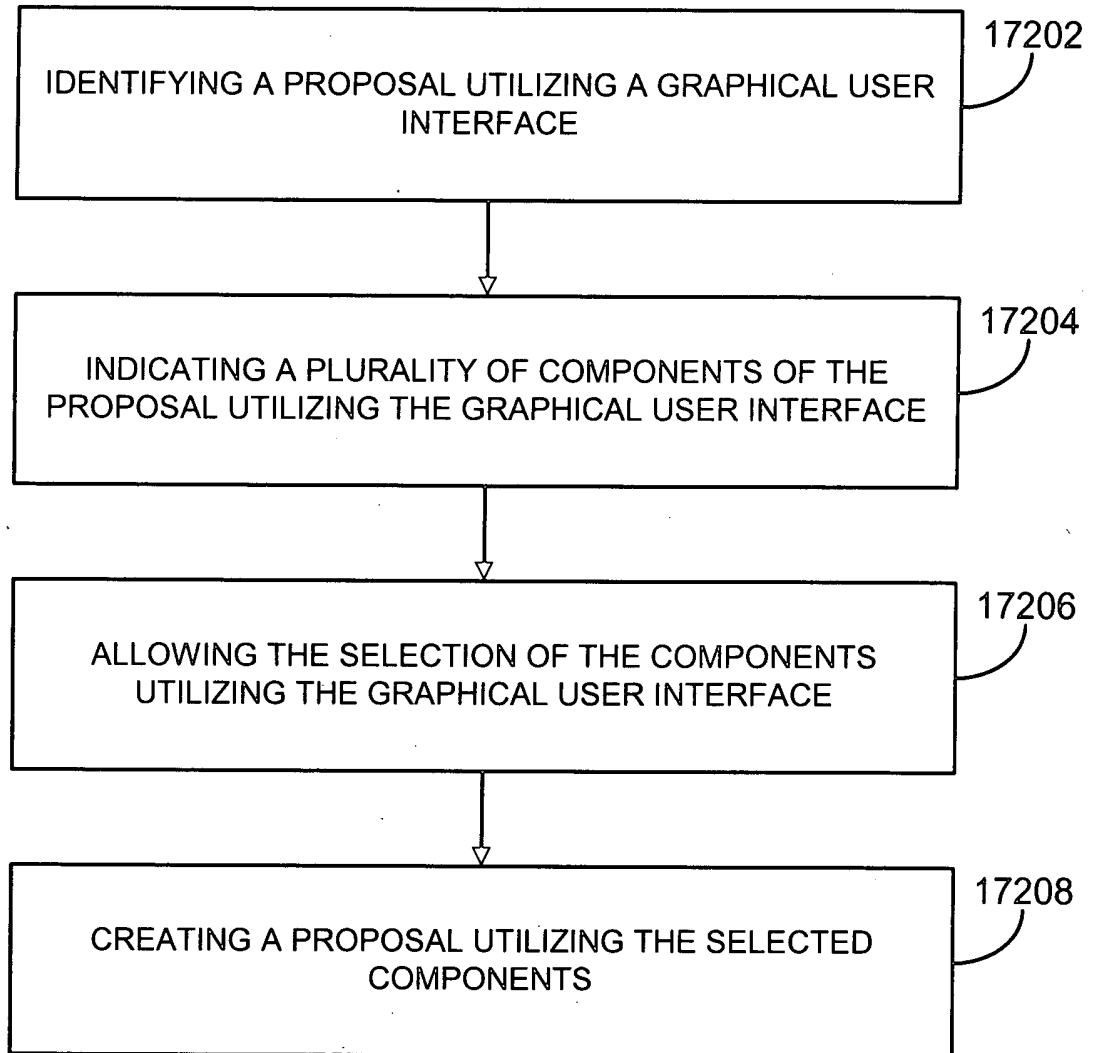 17202
IDENTIFYING A PROPOSAL UTILIZING A GRAPHICAL USER
INTERFACE
17204
INDICATING A PLURALITY OF COMPONENTS OF THE
PROPOSAL UTILIZING THE GRAPHICAL USER INTERFACE
17206
ALLOWING THE SELECTION OF THE COMPONENTS
UTILIZING THE GRAPHICAL USER INTERFACE
17208
CREATING A PROPOSAL UTILIZING THE SELECTED
COMPONENTS